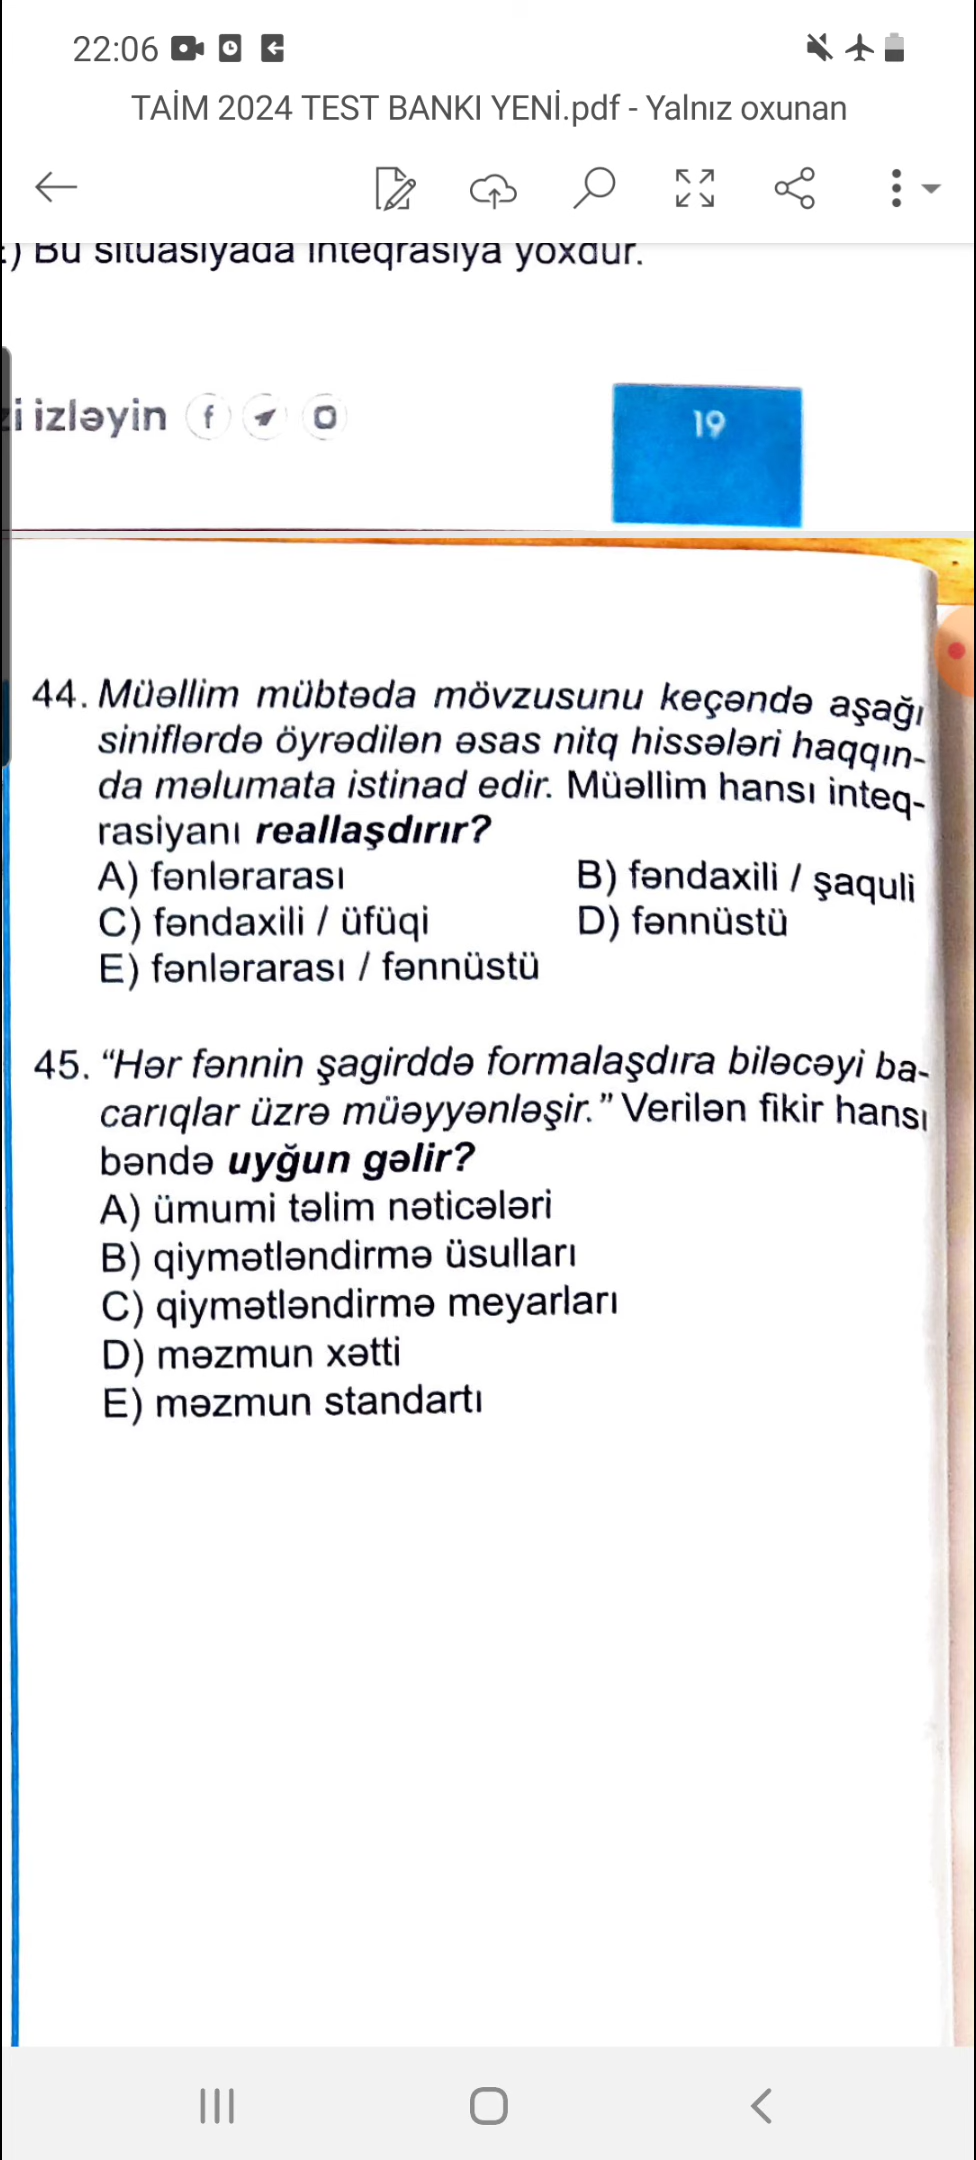 22:06
TAİM 2024 TEST BANKI YENİ.pdf - Yalnız oxunan
) Bu situasiyada inteqrasiya yoxdur.
i izləyin
19
44. Müəllim mübtəda mövzusunu keçəndə aşağı
siniflərdə öyrədilən əsas nitq hissələri haqqın-
da məlumata istinad edir. Müəllim hansı inteq-
rasiyanı reallaşdırır?
A) fənlərarası B) fəndaxili / şaquli
C) fəndaxili / üfüqi D) fənnüstü
E) fənlərarası / fənnüstü
45. “Hər fənnin şagirddə formalaşdıra biləcəyi ba-
carıqlar üzrə müəyyənləşir.” Verilən fikir hansı
bəndə uyğun gəlir?
A) ümumi təlim nəticələri
B) qiymətləndirmə üsulları
C) qiymətləndirmə meyarları
D) məzmun xətti
E) məzmun standartı